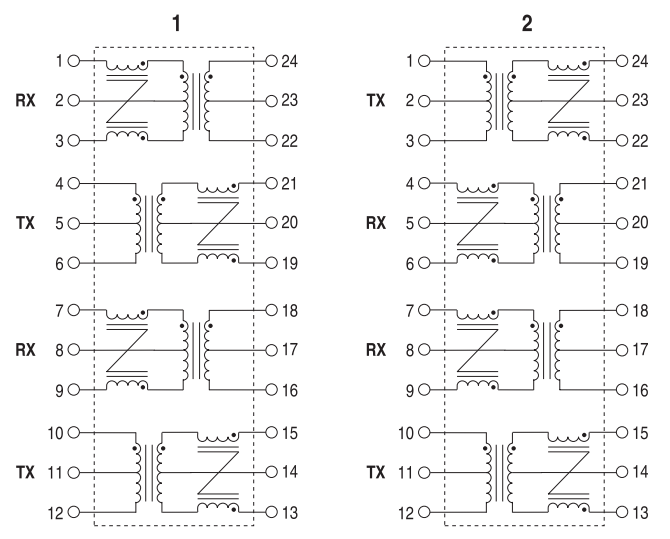 1 2
1 24 1 24
RX 2 23 TX 2 23
3 22 3 22
4 21 4 21
TX 5 20 RX 5 20
6 19 6 19
7 18 7 18
RX 8 17 RX 8 17
9 16 9 16
10 15 10 15
TX 11 14 TX 11 14
12 13 12 13